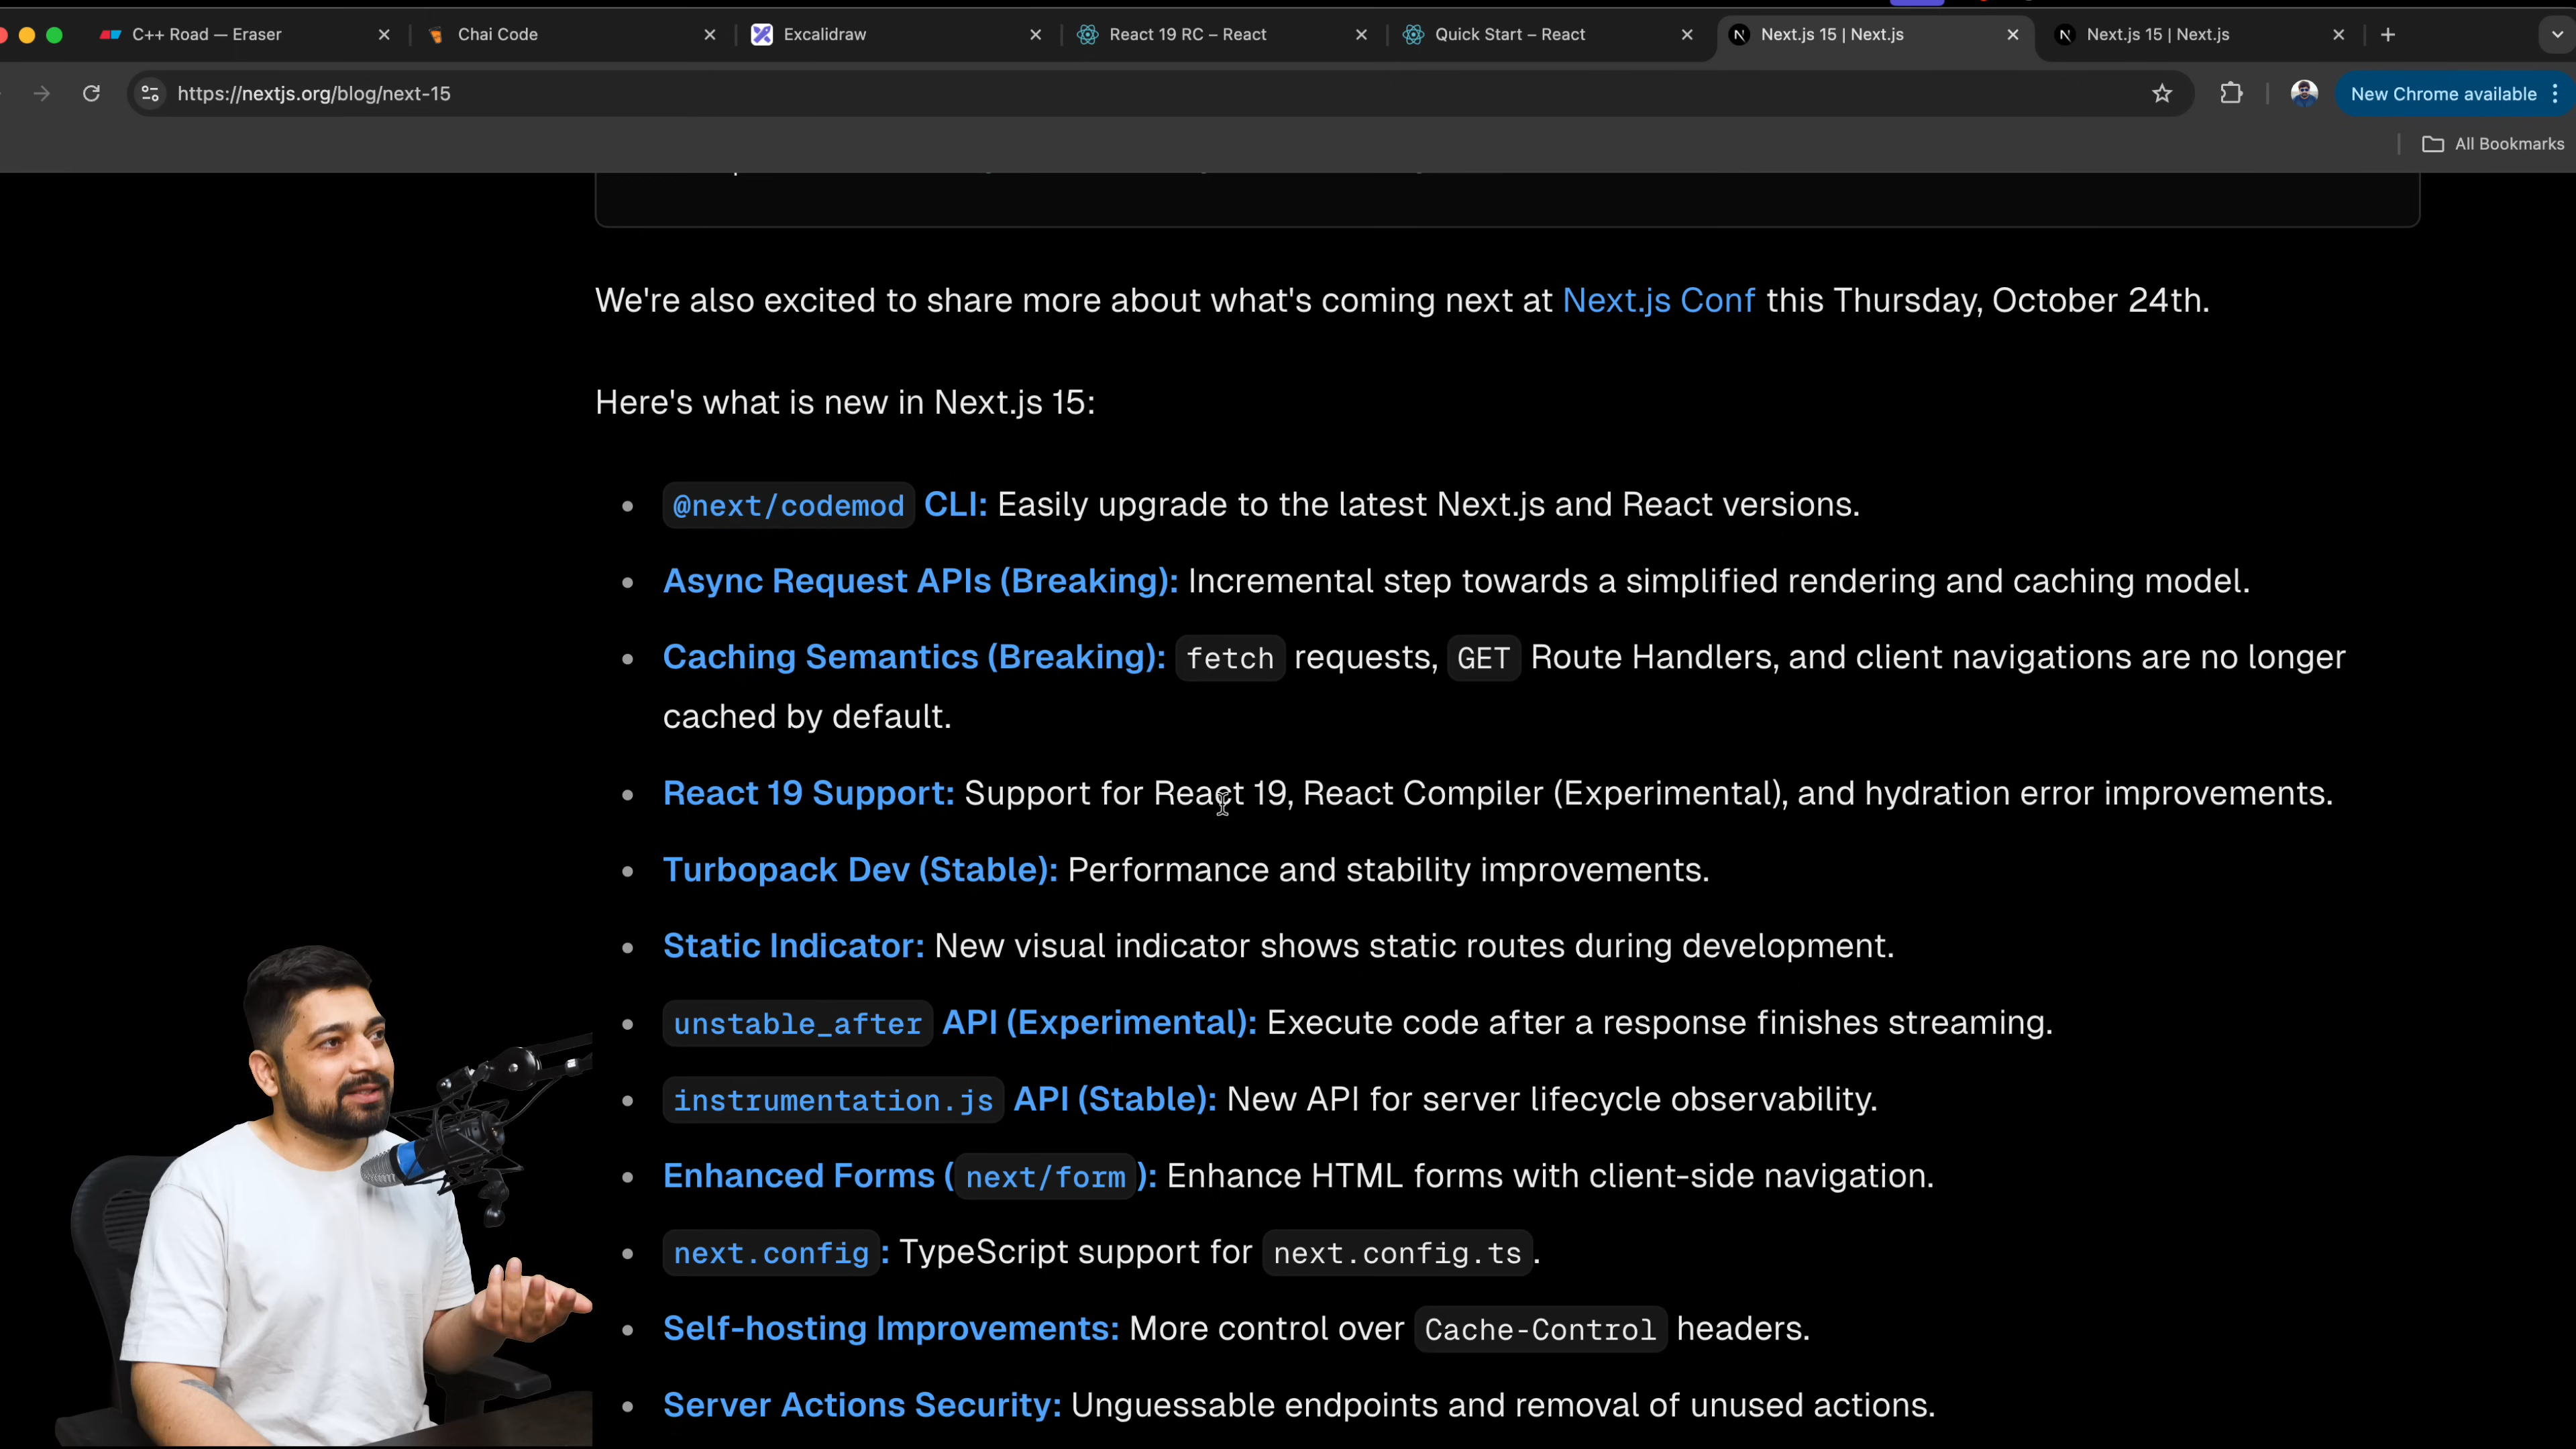 C++ Road — Eraser
Chai Code
Excalidraw
React 19 RC – React
Quick Start – React
Next.js 15 | Next.js
Next.js 15 | Next.js
https://nextjs.org/blog/next-15
New Chrome available
All Bookmarks
We're also excited to share more about what's coming next at Next.js Conf this Thursday, October 24th.
Here's what is new in Next.js 15:
@next/codemod CLI: Easily upgrade to the latest Next.js and React versions.
Async Request APIs (Breaking): Incremental step towards a simplified rendering and caching model.
Caching Semantics (Breaking): fetch requests, GET Route Handlers, and client navigations are no longer
cached by default.
React 19 Support: Support for React 19, React Compiler (Experimental), and hydration error improvements.
Turbopack Dev (Stable): Performance and stability improvements.
Static Indicator: New visual indicator shows static routes during development.
unstable_after API (Experimental): Execute code after a response finishes streaming.
instrumentation.js API (Stable): New API for server lifecycle observability.
Enhanced Forms (next/form): Enhance HTML forms with client-side navigation.
next.config: TypeScript support for next.config.ts.
Self-hosting Improvements: More control over Cache-Control headers.
Server Actions Security: Unguessable endpoints and removal of unused actions.